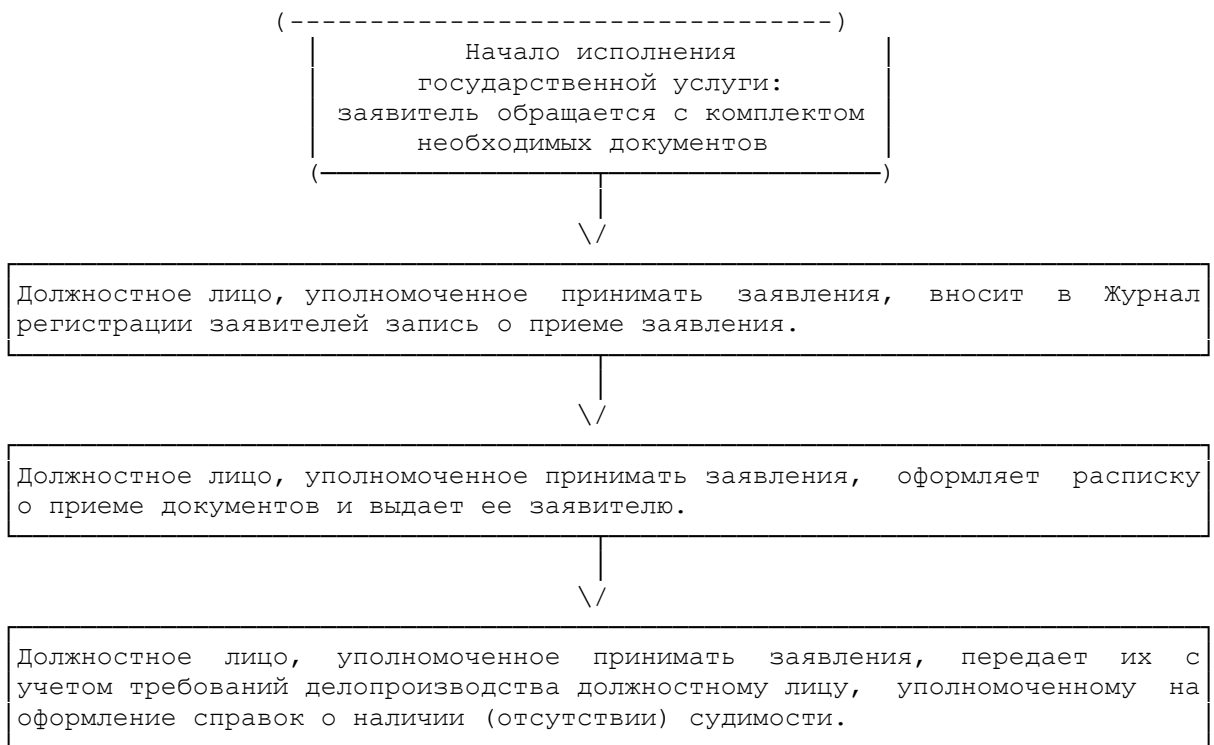 Начало исполнения
государственной услуги:
заявитель обращается с комплектом
необходимых документов
Должностное лицо, уполномоченное принимать заявления, вносит в Журнал
регистрации заявителей запись о приеме заявления.
Должностное лицо, уполномоченное принимать заявления, оформляет расписку
о приеме документов и выдает ее заявителю.
Должностное лицо, уполномоченное принимать заявления, передает их с
учетом требований делопроизводства должностному лицу, уполномоченному на
оформление справок о наличии (отсутствии) судимости.